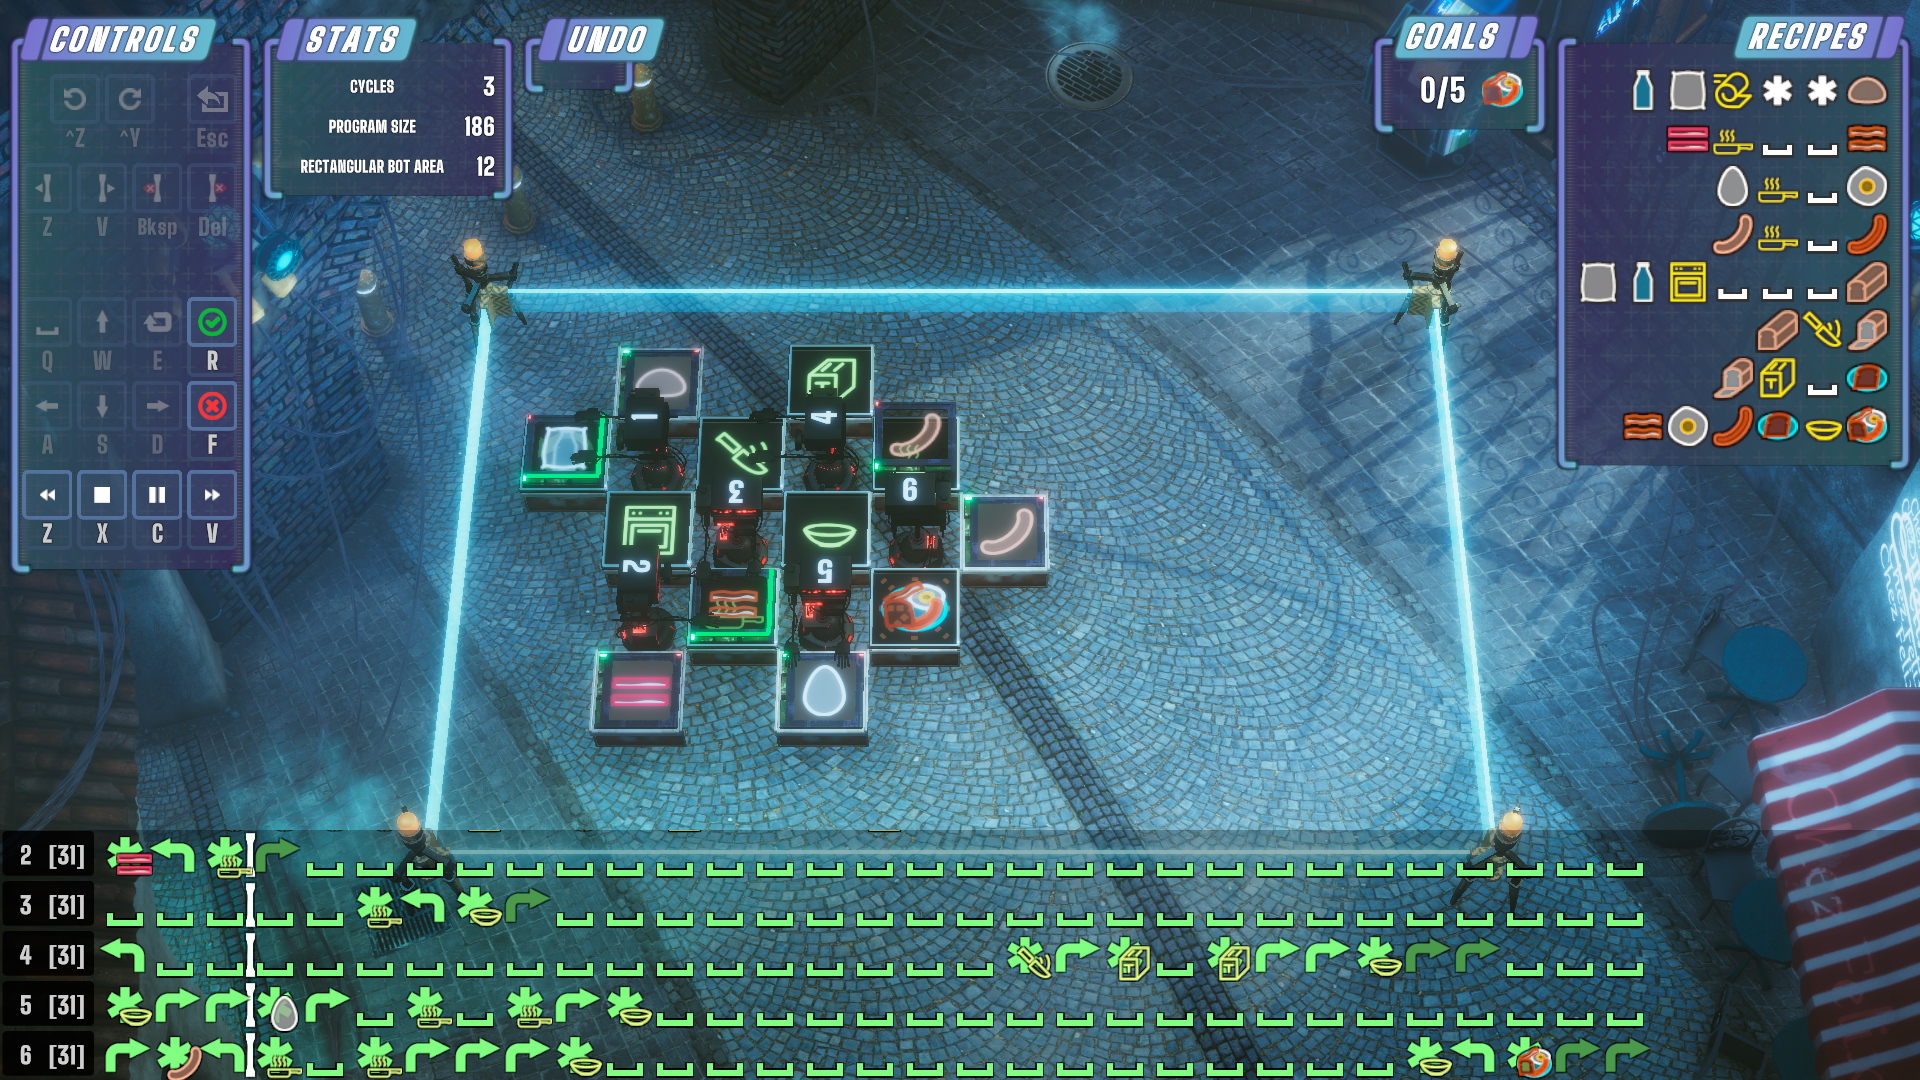 CONTROLS
STATS
UNDO
GOALS
RECIPES
CYCLES 3
PROGRAM SIZE 186
RECTANGULAR BOT AREA 12
0/5
^Z ^Y Esc
Z V Bksp Del
Q W E R
A S D F
Z X C V
1
4
3
6
2
5
2 [31]
3 [31]
4 [31]
5 [31]
6 [31]